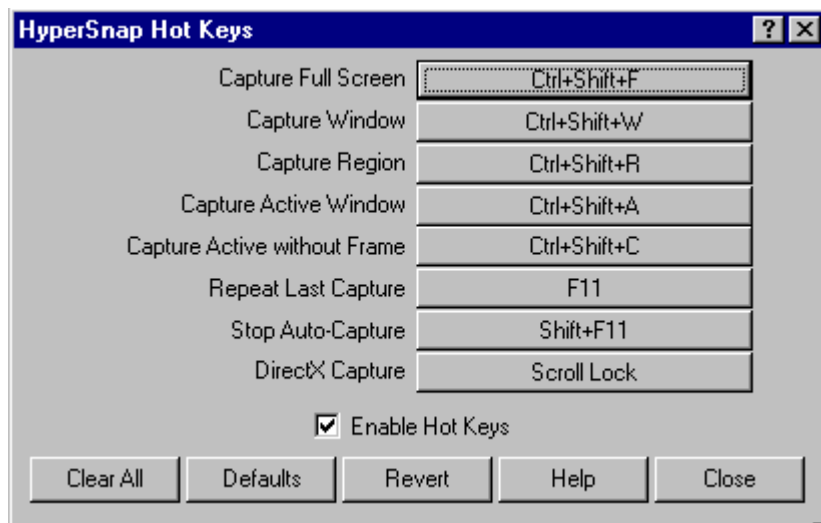 HyperSnap Hot Keys
Capture Full Screen Ctrl+Shift+F
Capture Window Ctrl+Shift+W
Capture Region Ctrl+Shift+R
Capture Active Window Ctrl+Shift+A
Capture Active without Frame Ctrl+Shift+C
Repeat Last Capture F11
Stop Auto-Capture Shift+F11
DirectX Capture Scroll Lock
Enable Hot Keys
Clear All Defaults Revert Help Close